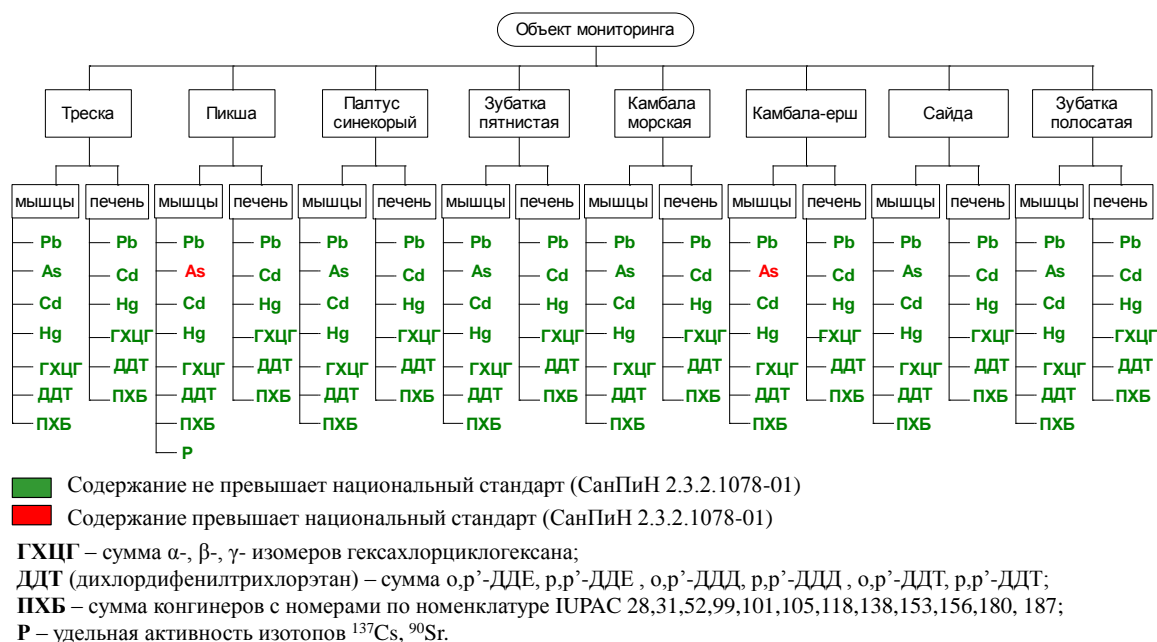 Объект мониторинга
Треска
Пикша
Палтус
синекорый
Зубатка
пятнистая
Камбала
морская
Камбала-ерш
Сайда
Зубатка
полосатая
мышцы печень мышцы печень мышцы печень мышцы печень мышцы печень мышцы печень мышцы печень мышцы печень
Pb Pb Pb Pb Pb Pb Pb Pb Pb Pb Pb Pb Pb Pb Pb Pb
As Cd As Cd As Cd As Cd As Cd As Cd As Cd As Cd
Cd Hg Cd Hg Cd Hg Cd Hg Cd Hg Cd Hg Cd Hg Cd Hg
Hg ГХЦГ Hg ГХЦГ Hg ГХЦГ Hg ГХЦГ Hg ГХЦГ Hg ГХЦГ Hg ГХЦГ Hg ГХЦГ
ГХЦГ ДДТ ГХЦГ ДДТ ГХЦГ ДДТ ГХЦГ ДДТ ГХЦГ ДДТ ГХЦГ ДДТ ГХЦГ ДДТ ГХЦГ ДДТ
ДДТ ПХБ ДДТ ПХБ ДДТ ПХБ ДДТ ПХБ ДДТ ПХБ ДДТ ПХБ ДДТ ПХБ ДДТ ПХБ
ПХБ ПХБ ПХБ ПХБ ПХБ ПХБ ПХБ ПХБ
Р
Содержание не превышает национальный стандарт (СанПиН 2.3.2.1078-01)
Содержание превышает национальный стандарт (СанПиН 2.3.2.1078-01)
ГХЦГ – сумма α-, β-, γ- изомеров гексахлорциклогексана;
ДДТ (дихлордифенилтрихлорэтан) – сумма о,р’-ДДЕ, р,р’-ДДЕ , о,р’-ДДД, р,р’-ДДД , о,р’-ДДТ, р,р’-ДДТ;
ПХБ – сумма конгинеров с номерами по номенклатуре IUPAC 28,31,52,99,101,105,118,138,153,156,180, 187;
Р – удельная активность изотопов ¹³⁷Cs, ⁹⁰Sr.